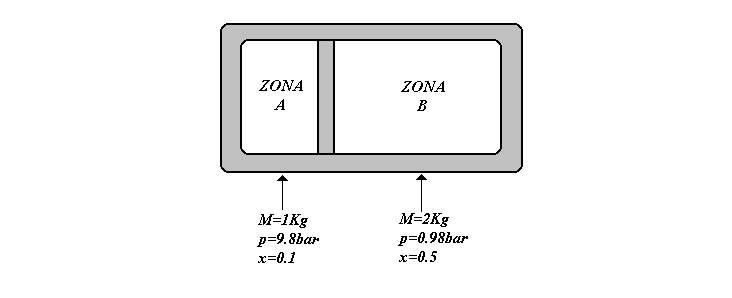 ZONA
A
ZONA
B
M=1Kg
p=9.8bar
x=0.1
M=2Kg
p=0.98bar
x=0.5